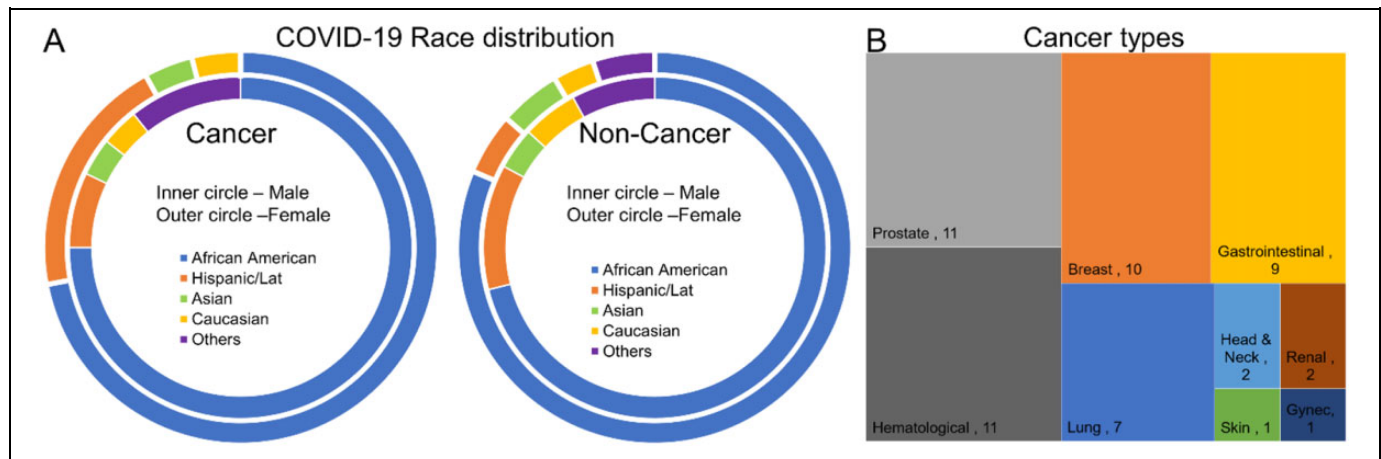 A
COVID-19 Race distribution
Cancer
Inner circle – Male
Outer circle –Female
African American
Hispanic/Lat
Asian
Caucasian
Others
Non-Cancer
Inner circle – Male
Outer circle –Female
African American
Hispanic/Lat
Asian
Caucasian
Others
B
Cancer types
Prostate , 11
Breast , 10
Gastrointestinal ,
9
Hematological , 11
Lung , 7
Head &
Neck ,
2
Renal ,
2
Skin , 1
Gynec,
1